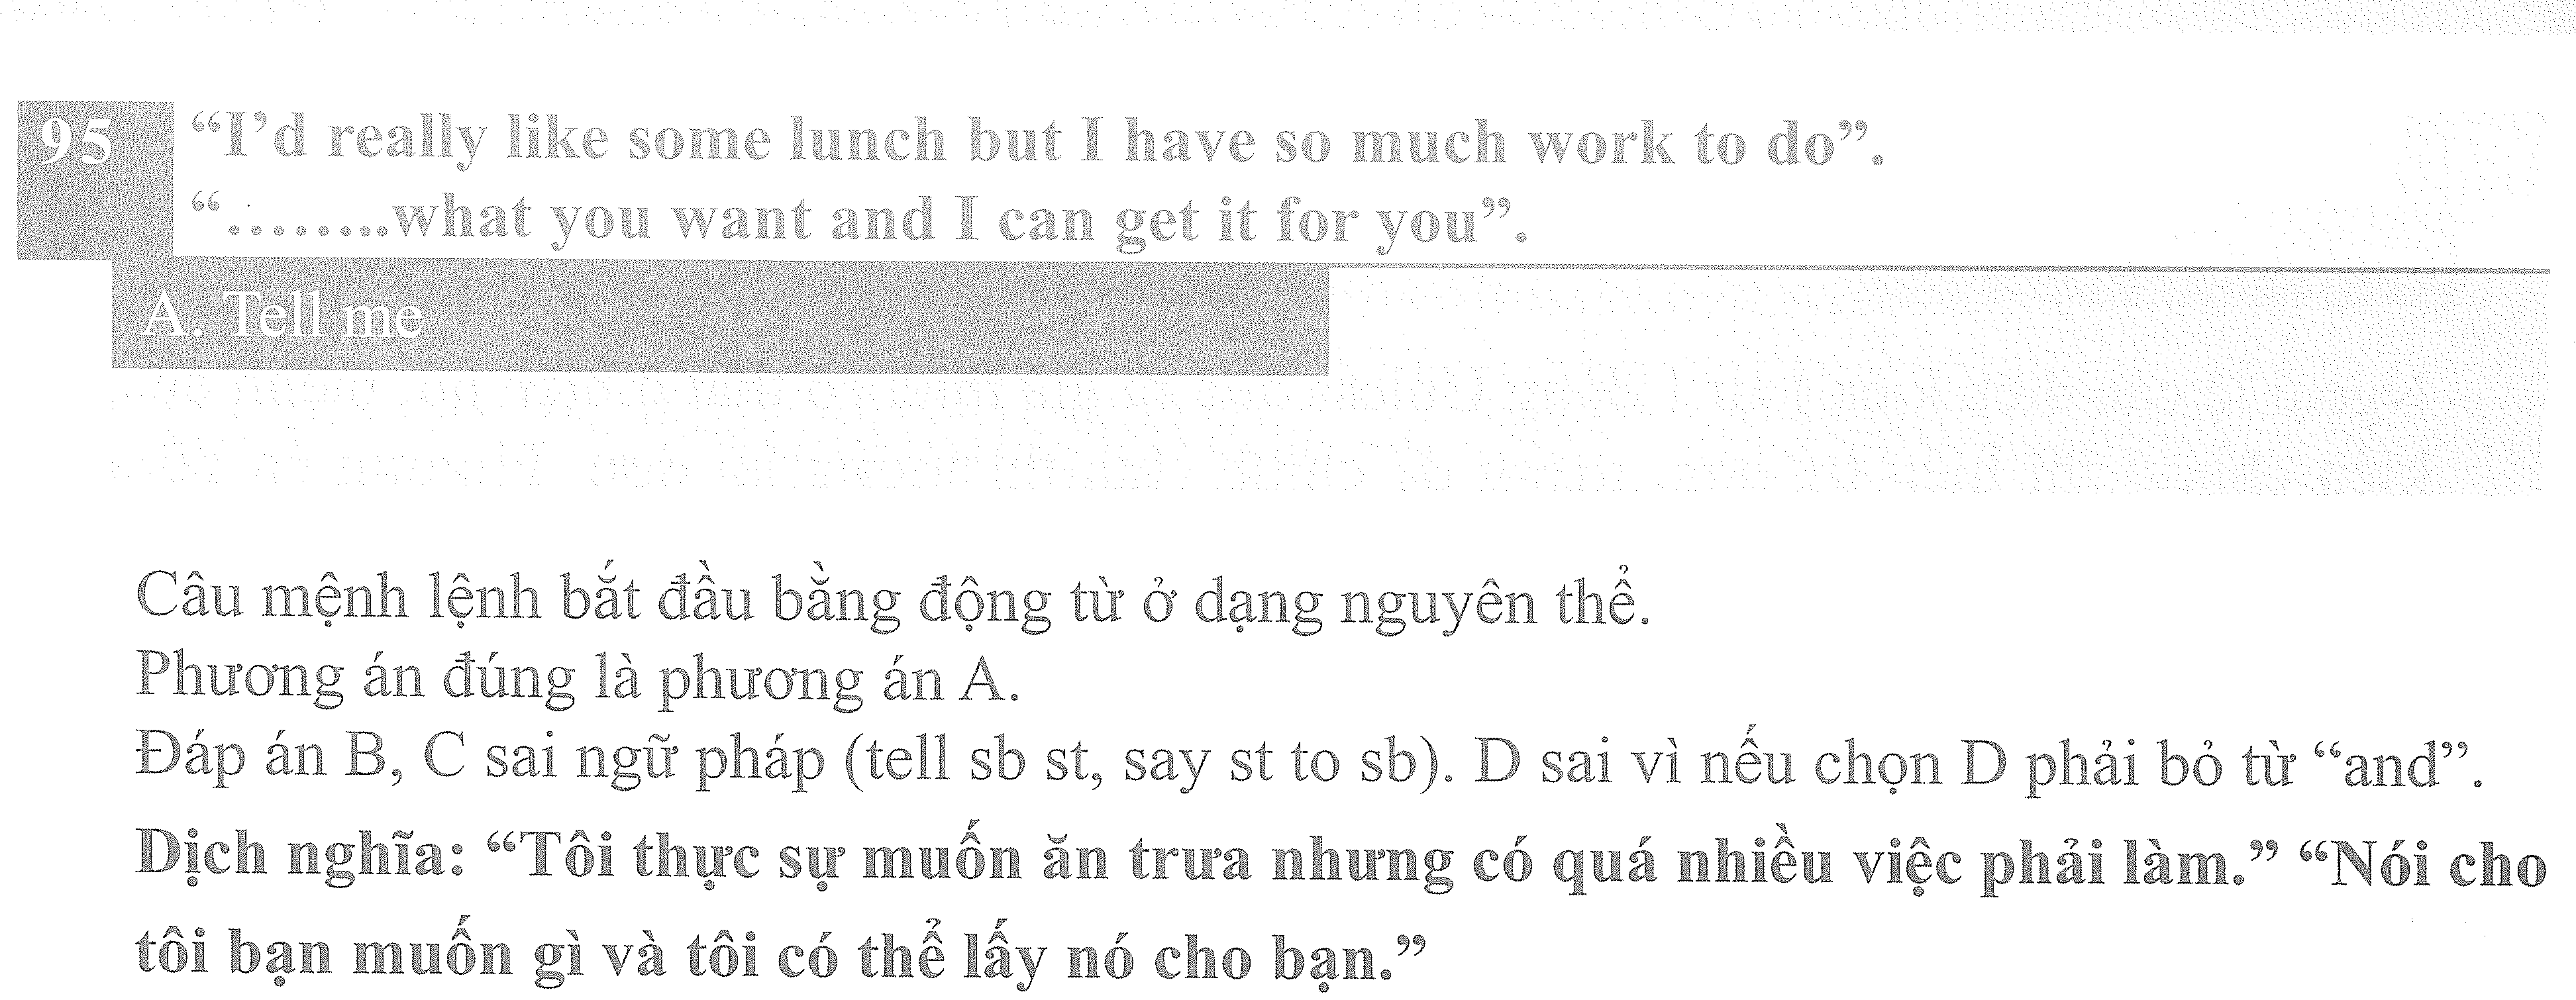 95 “I’d really like some lunch but I have so much work to do”.
“........what you want and I can get it for you”.
A. Tell me
Câu mệnh lệnh bắt đầu bằng động từ ở dạng nguyên thể.
Phương án đúng là phương án A.
Đáp án B, C sai ngữ pháp (tell sb st, say st to sb). D sai vì nếu chọn D phải bỏ từ “and”.
Dịch nghĩa: “Tôi thực sự muốn ăn trưa nhưng có quá nhiều việc phải làm.” “Nói cho
tôi bạn muốn gì và tôi có thể lấy nó cho bạn.”